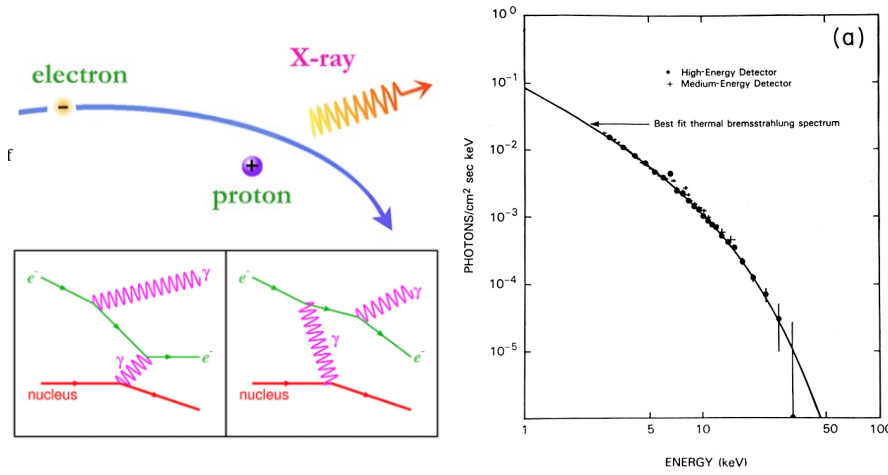 X-ray
electron
f
proton
e⁻
γ
γ
e⁻
nucleus
e⁻
γ
γ
e⁻
nucleus
(a)
High-Energy Detector
Medium-Energy Detector
Best fit thermal bremsstrahlung spectrum
PHOTONS/cm² sec keV
10⁰
10⁻¹
10⁻²
10⁻³
10⁻⁴
10⁻⁵
1
5
10
50
100
ENERGY (keV)